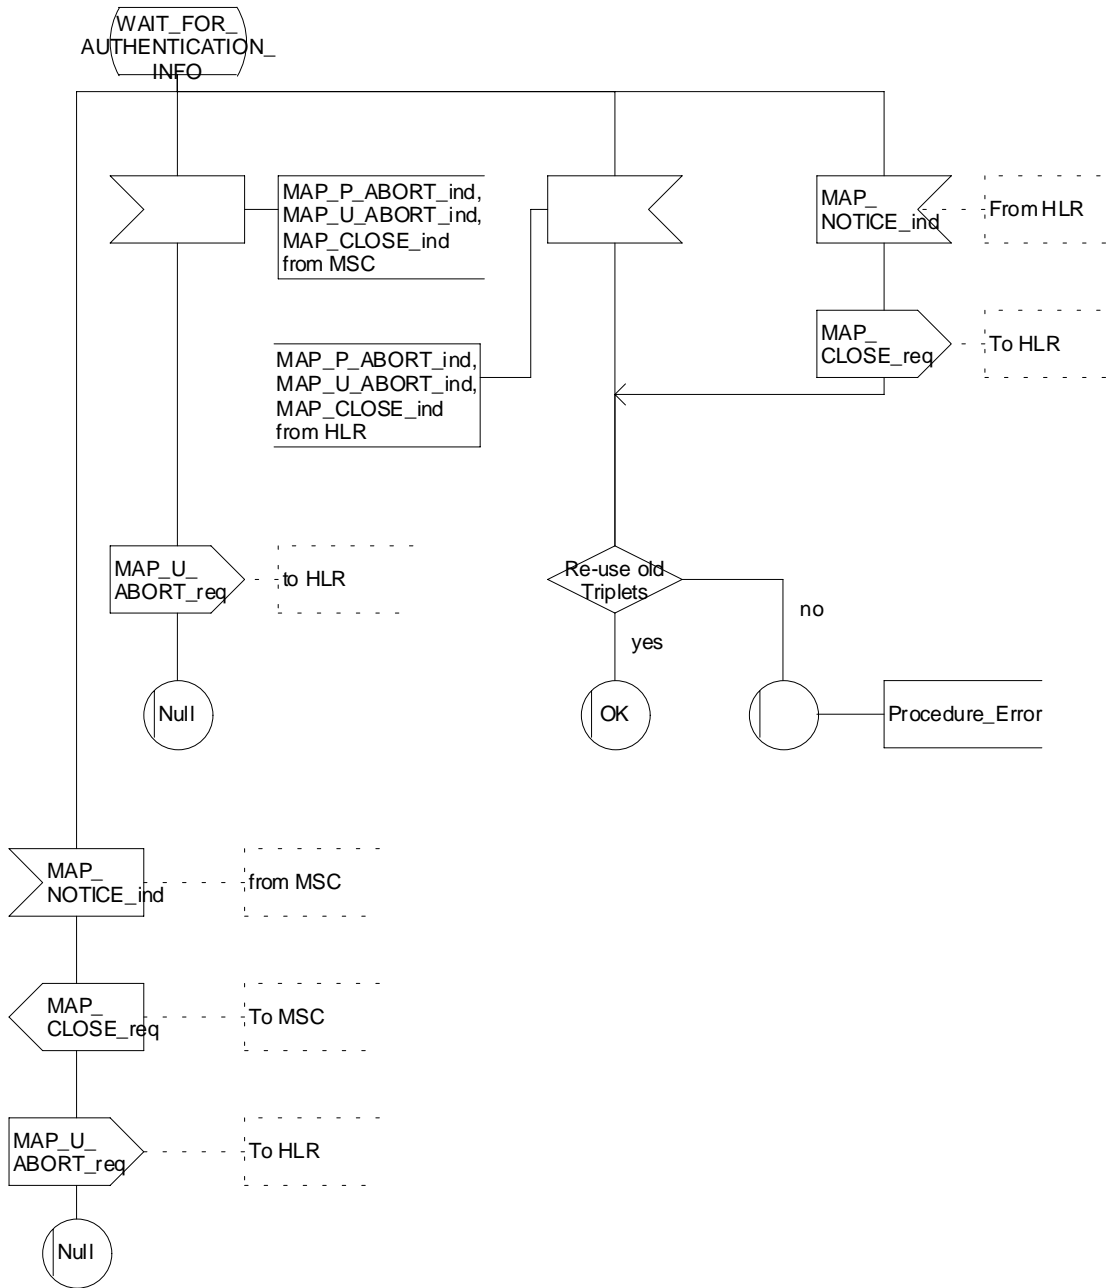 WAIT_FOR_
AUTHENTICATION_
INFO
MAP_P_ABORT_ind,
MAP_U_ABORT_ind,
MAP_CLOSE_ind
from MSC
MAP_
NOTICE_ind
From HLR
MAP_P_ABORT_ind,
MAP_U_ABORT_ind,
MAP_CLOSE_ind
from HLR
MAP_
CLOSE_req
To HLR
MAP_U_
ABORT_req
to HLR
Re-use old
Triplets
no
yes
Null
OK
Procedure_Error
MAP_
NOTICE_ind
from MSC
MAP_
CLOSE_req
To MSC
MAP_U_
ABORT_req
To HLR
Null